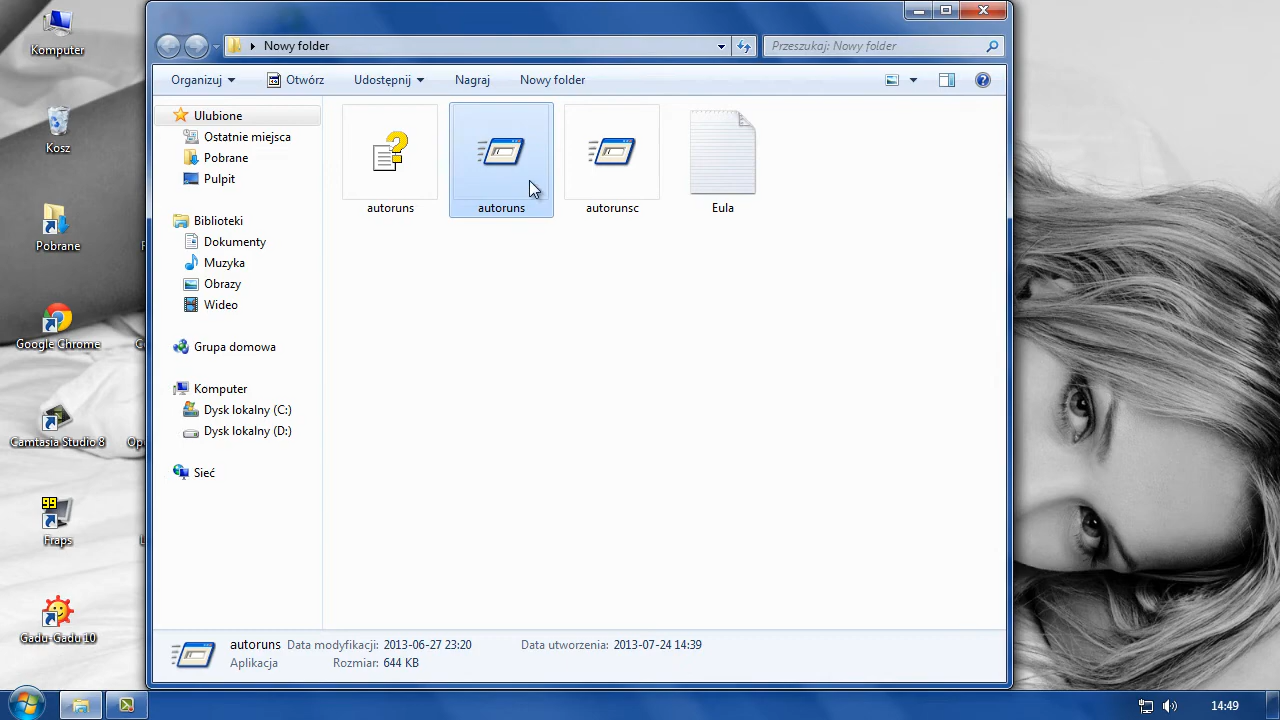 Komputer
Kosz
Pobrane
Google Chrome
Camtasia Studio 8
99
Fraps
Gadu-Gadu 10
Nowy folder
Przeszukaj: Nowy folder
Organizuj
Otwórz
Udostępnij
Nagraj
Nowy folder
Ulubione
Ostatnie miejsca
Pobrane
Pulpit
Biblioteki
Dokumenty
Muzyka
Obrazy
Wideo
Grupa domowa
Komputer
Dysk lokalny (C:)
Dysk lokalny (D:)
Sieć
autoruns
autoruns
autorunsc
Eula
autoruns Data modyfikacji: 2013-06-27 23:20 Data utworzenia: 2013-07-24 14:39
Aplikacja Rozmiar: 644 KB
14:49